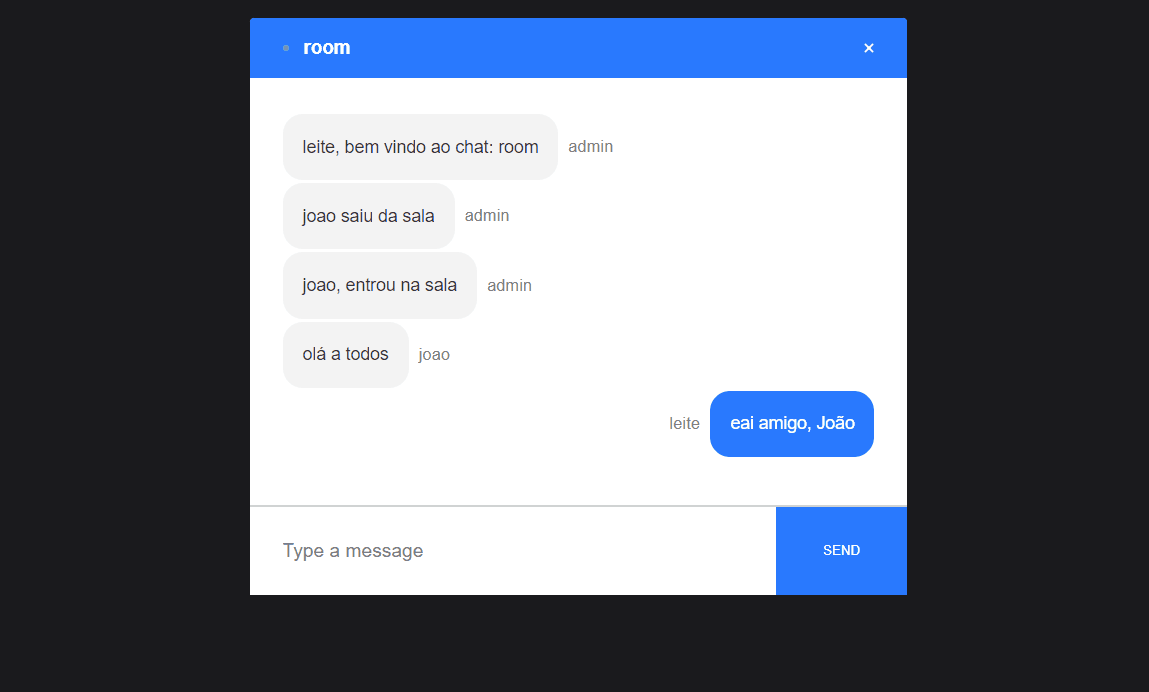 room
leite, bem vindo ao chat: room admin
joao saiu da sala admin
joao, entrou na sala admin
olá a todos joao
leite eai amigo, João
Type a message SEND